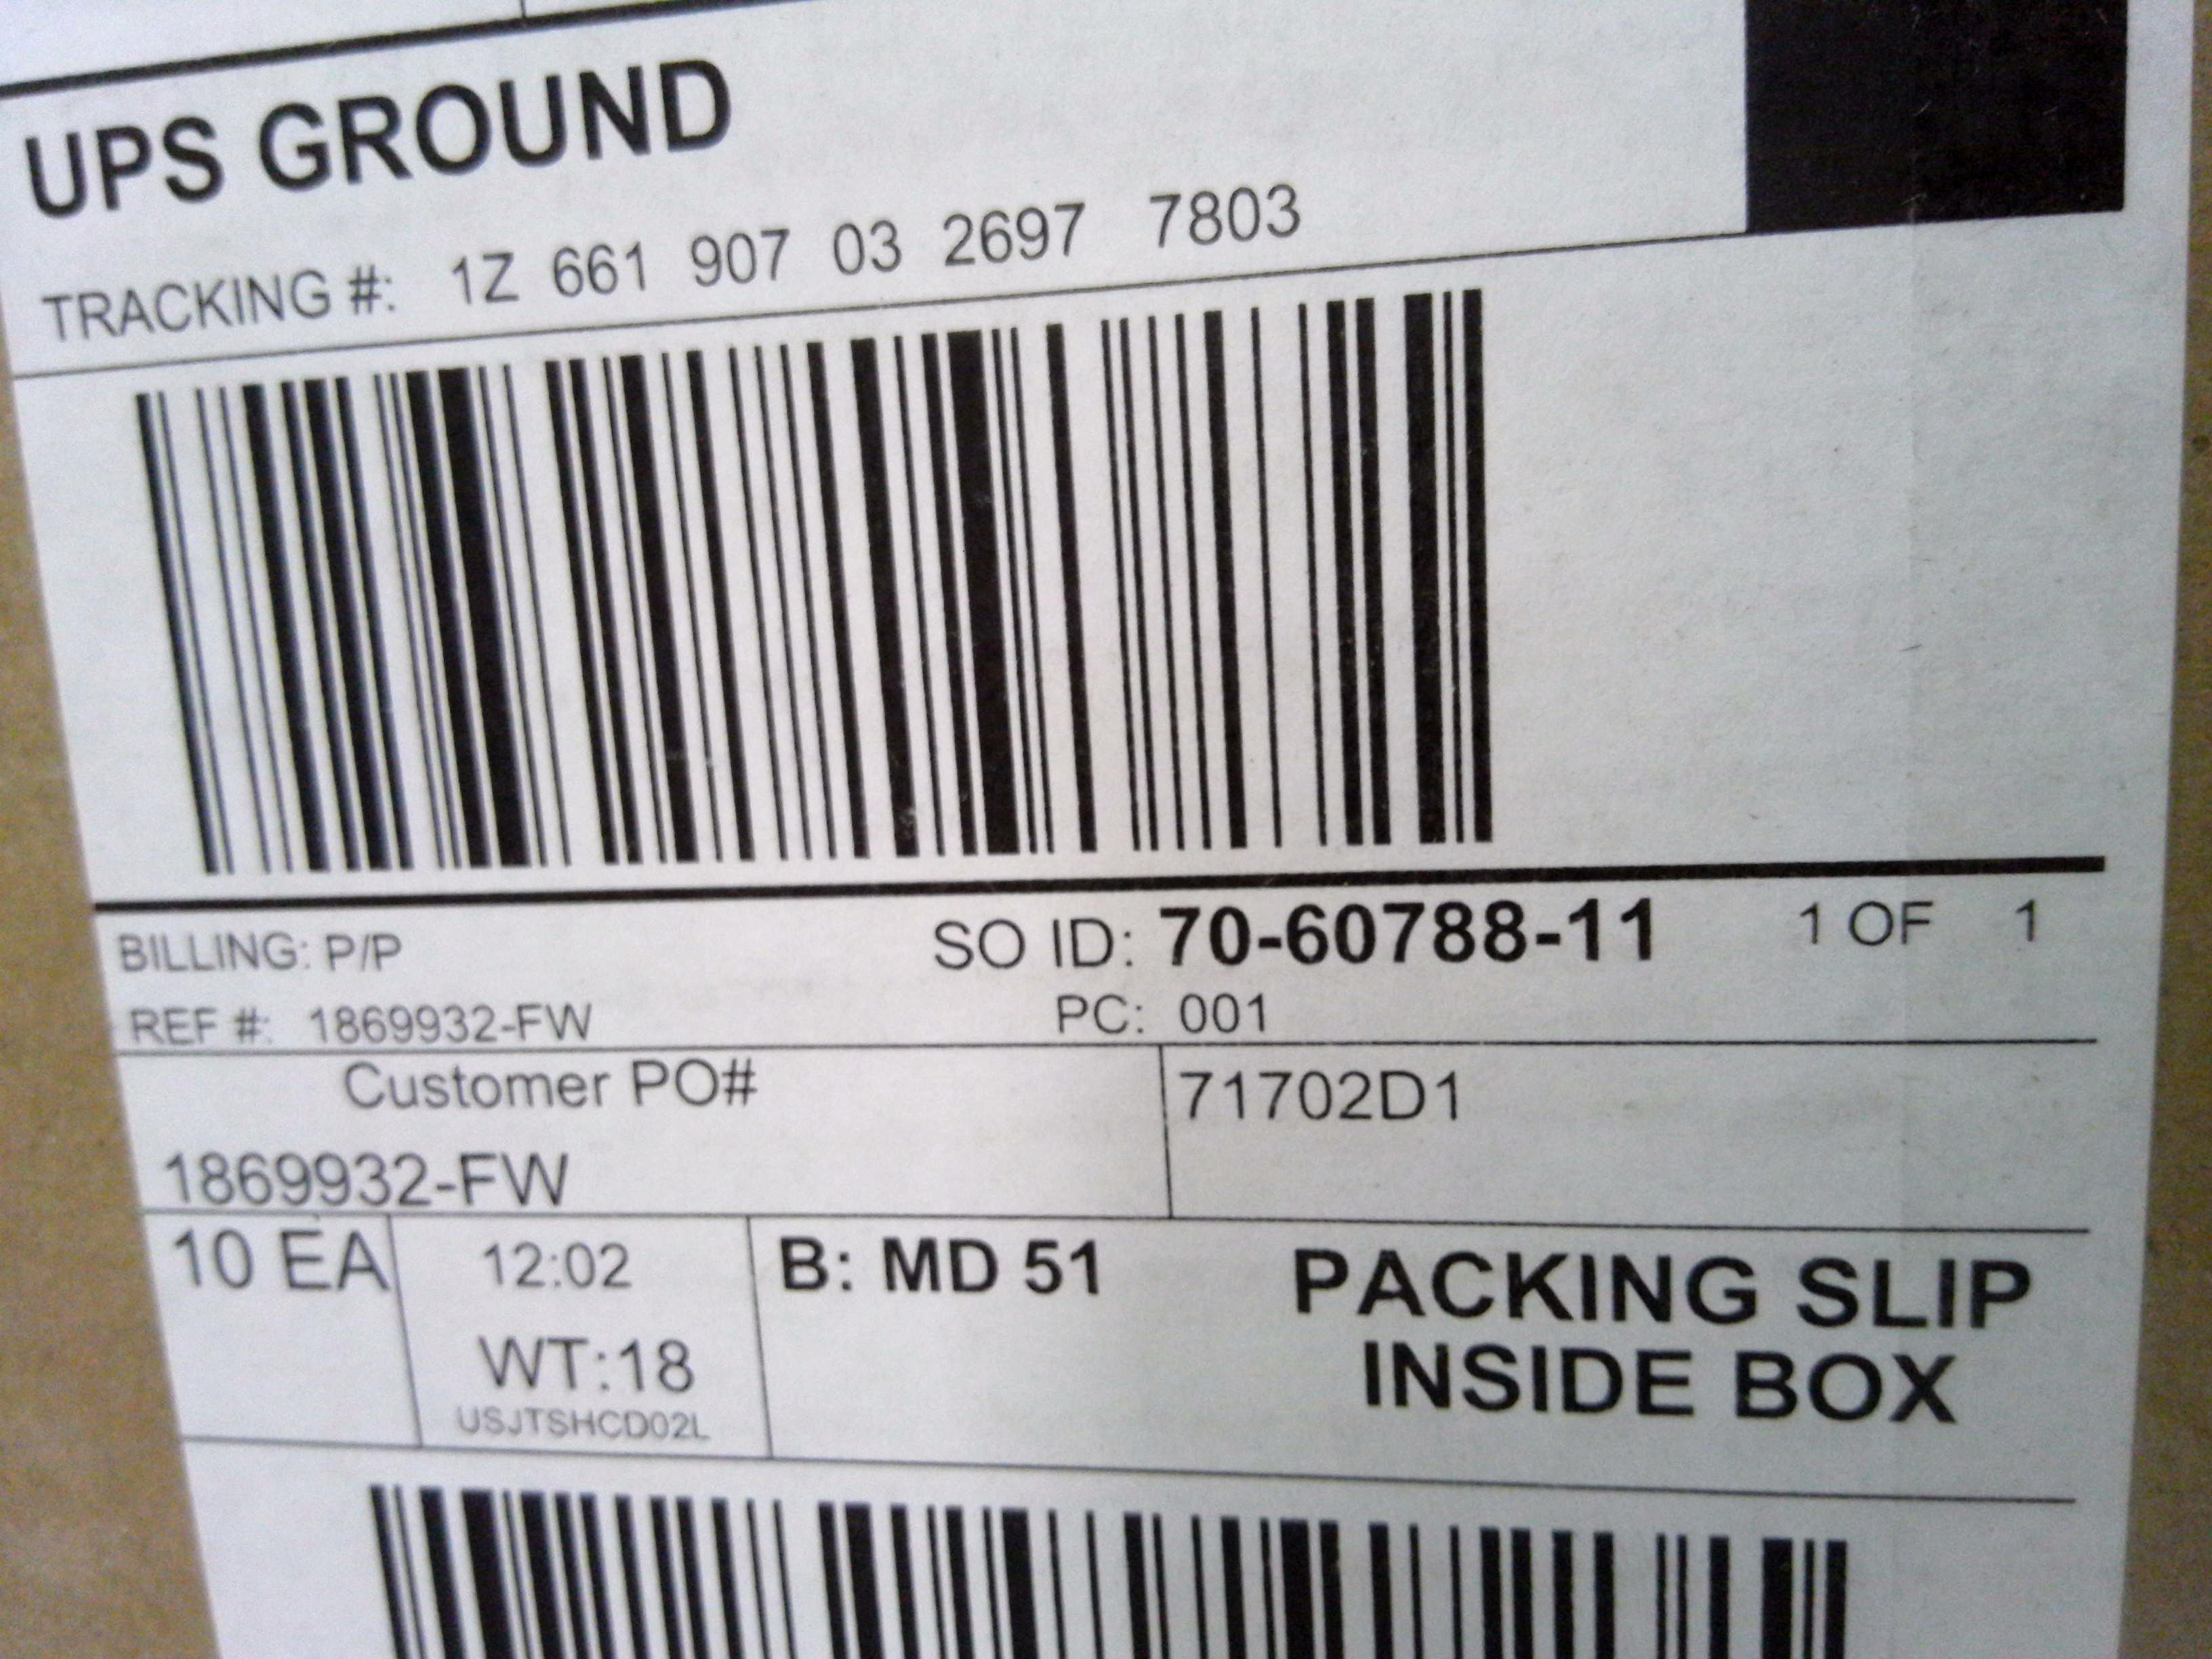 UPS GROUND
TRACKING #: 1Z 661 907 03 2697 7803
BILLING: P/P
SO ID: 70-60788-11 1 OF 1
REF #: 1869932-FW
PC: 001
Customer PO#
71702D1
1869932-FW
10 EA
12:02
WT:18
USJTSHCD02L
B: MD 51
PACKING SLIP
INSIDE BOX